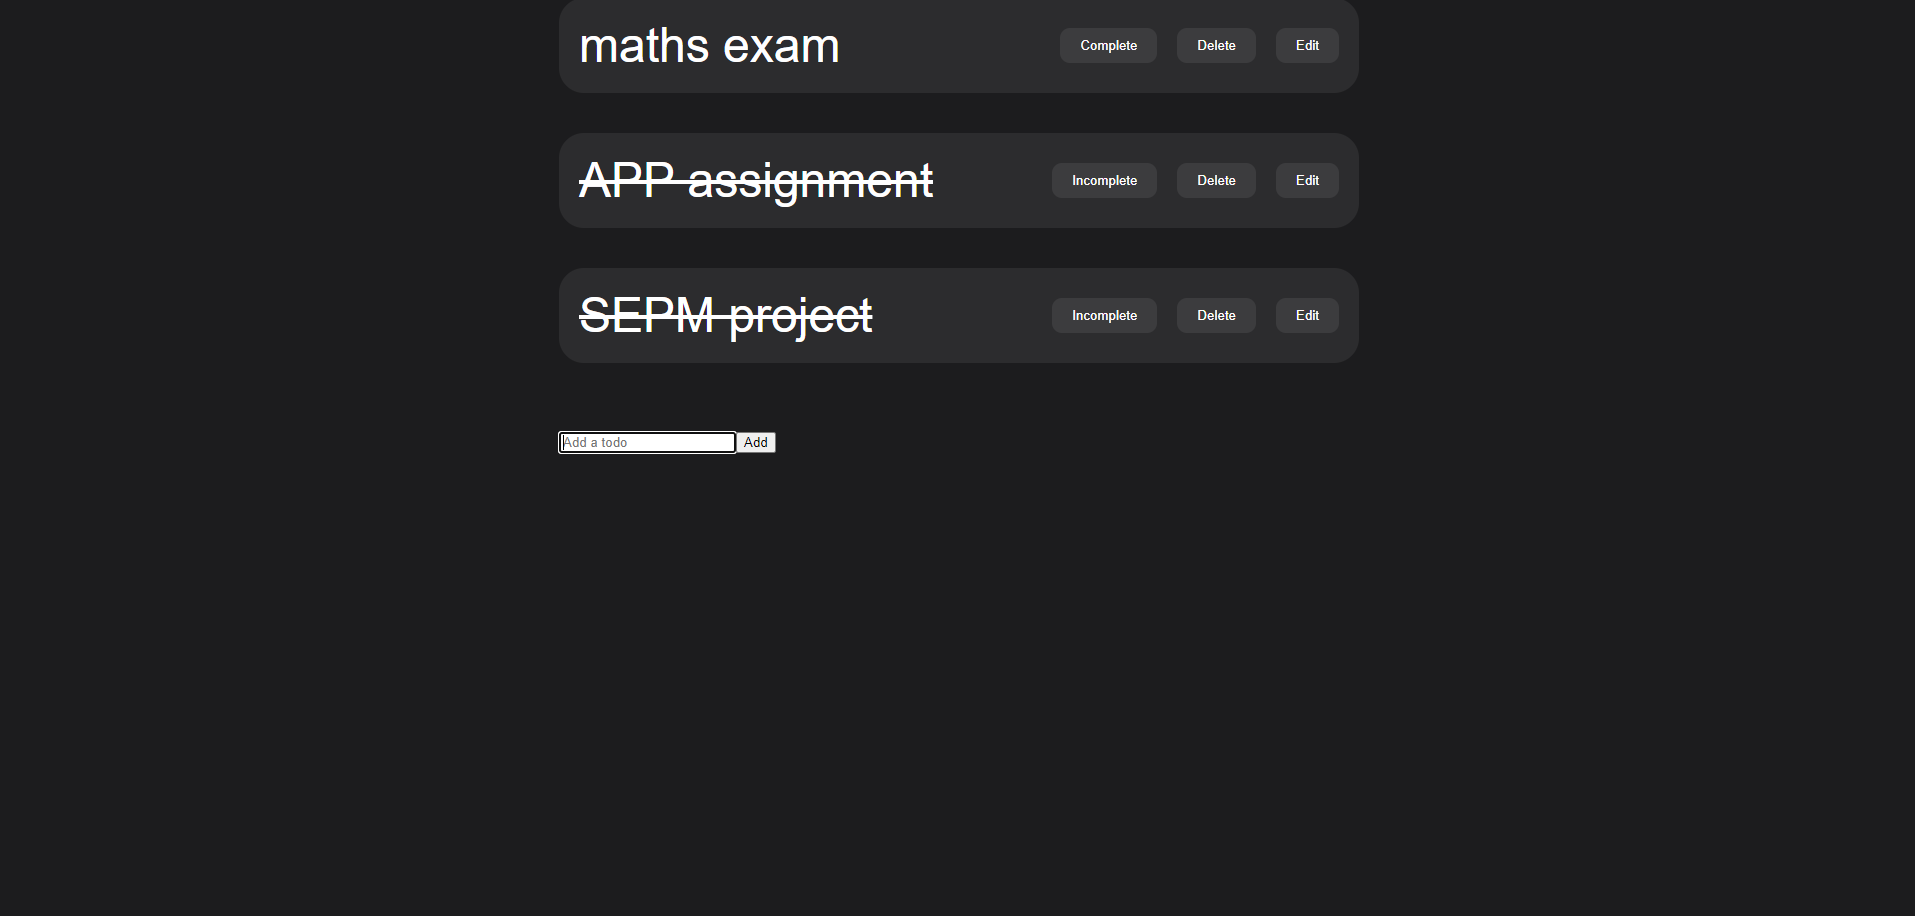 maths exam Complete Delete Edit
APP assignment Incomplete Delete Edit
SEPM project Incomplete Delete Edit
Add a todo Add